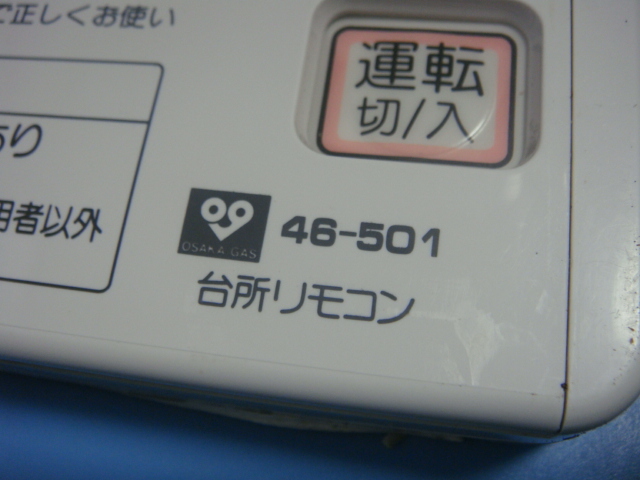 正しくお使い
運転
切/入
り
用者以外
OSAKA GAS
46-501
台所リモコン